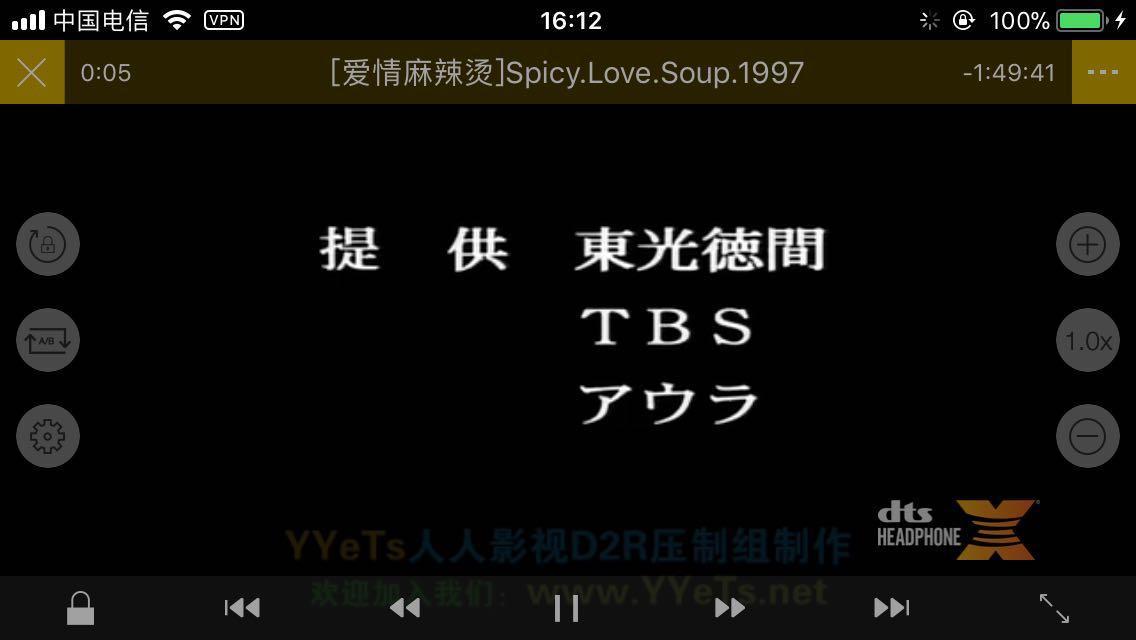 中国电信 VPN 16:12 100%
0:05 [爱情麻辣烫]Spicy.Love.Soup.1997 -1:49:41
提 供 東光徳間
TBS
アウラ
A/B
1.0x
dts
HEADPHONE X
YYeTs人人影视D2R压制组制作
欢迎加入我们：www.YYeTs.net